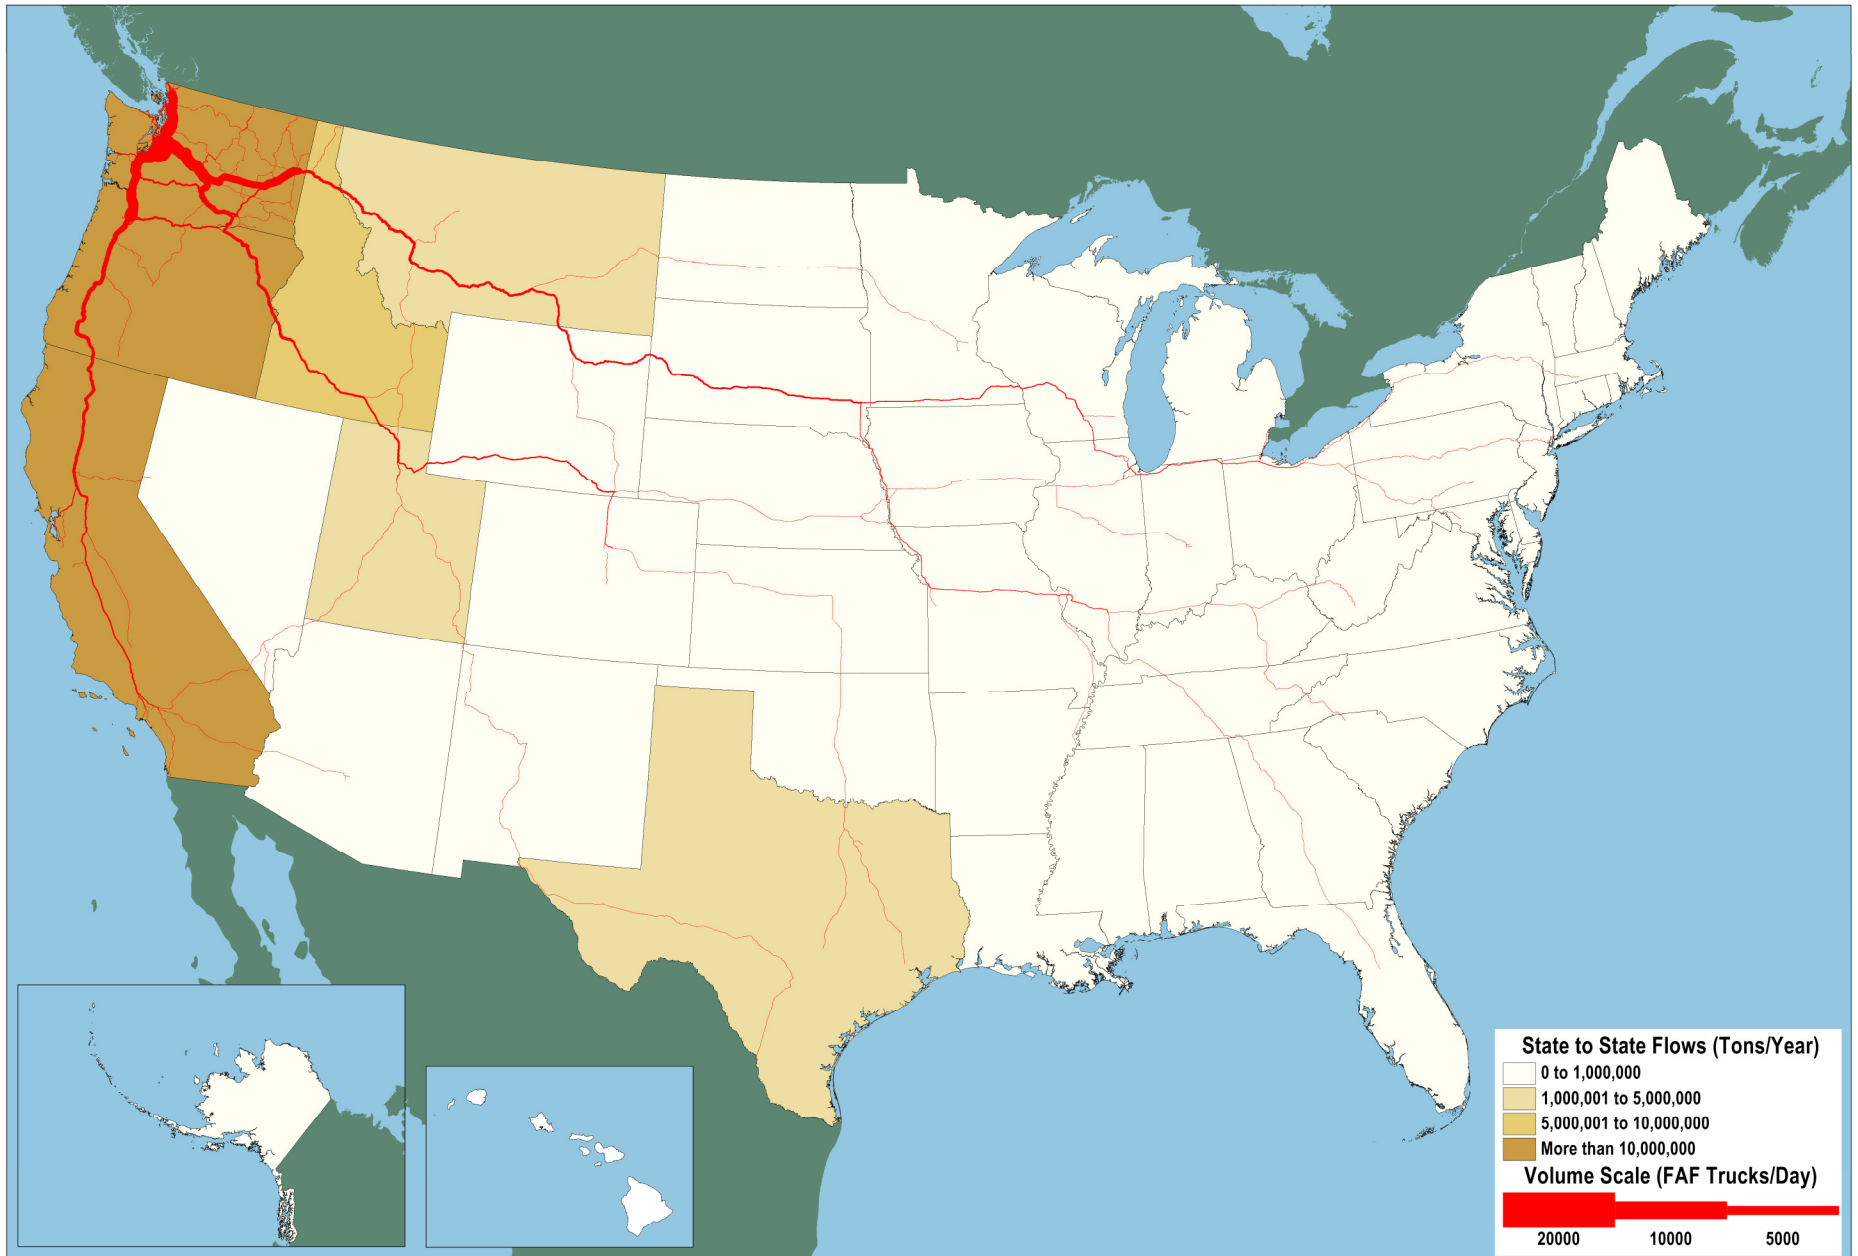 State to State Flows (Tons/Year)
0 to 1,000,000
1,000,001 to 5,000,000
5,000,001 to 10,000,000
More than 10,000,000
Volume Scale (FAF Trucks/Day)
20000 10000 5000